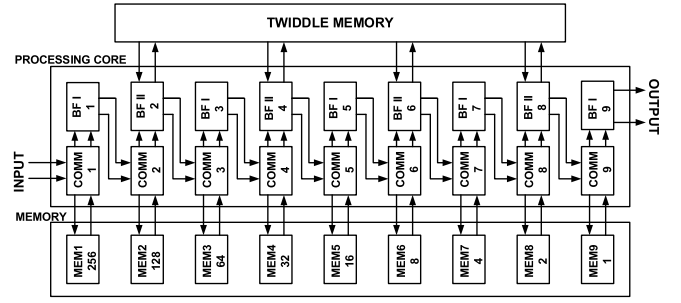 TWIDDLE MEMORY
PROCESSING CORE
BF I 1
BF II 2
BF I 3
BF II 4
BF I 5
BF II 6
BF I 7
BF II 8
BF I 9
OUTPUT
INPUT
COMM 1
COMM 2
COMM 3
COMM 4
COMM 5
COMM 6
COMM 7
COMM 8
COMM 9
MEMORY
MEM1 256
MEM2 128
MEM3 64
MEM4 32
MEM5 16
MEM6 8
MEM7 4
MEM8 2
MEM9 1